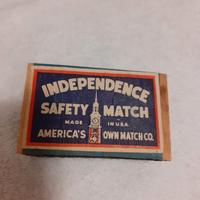 INDEPENDENCE
SAFETY MATCH
MADE IN U.S.A.
AMERICA'S OWN MATCH CO.